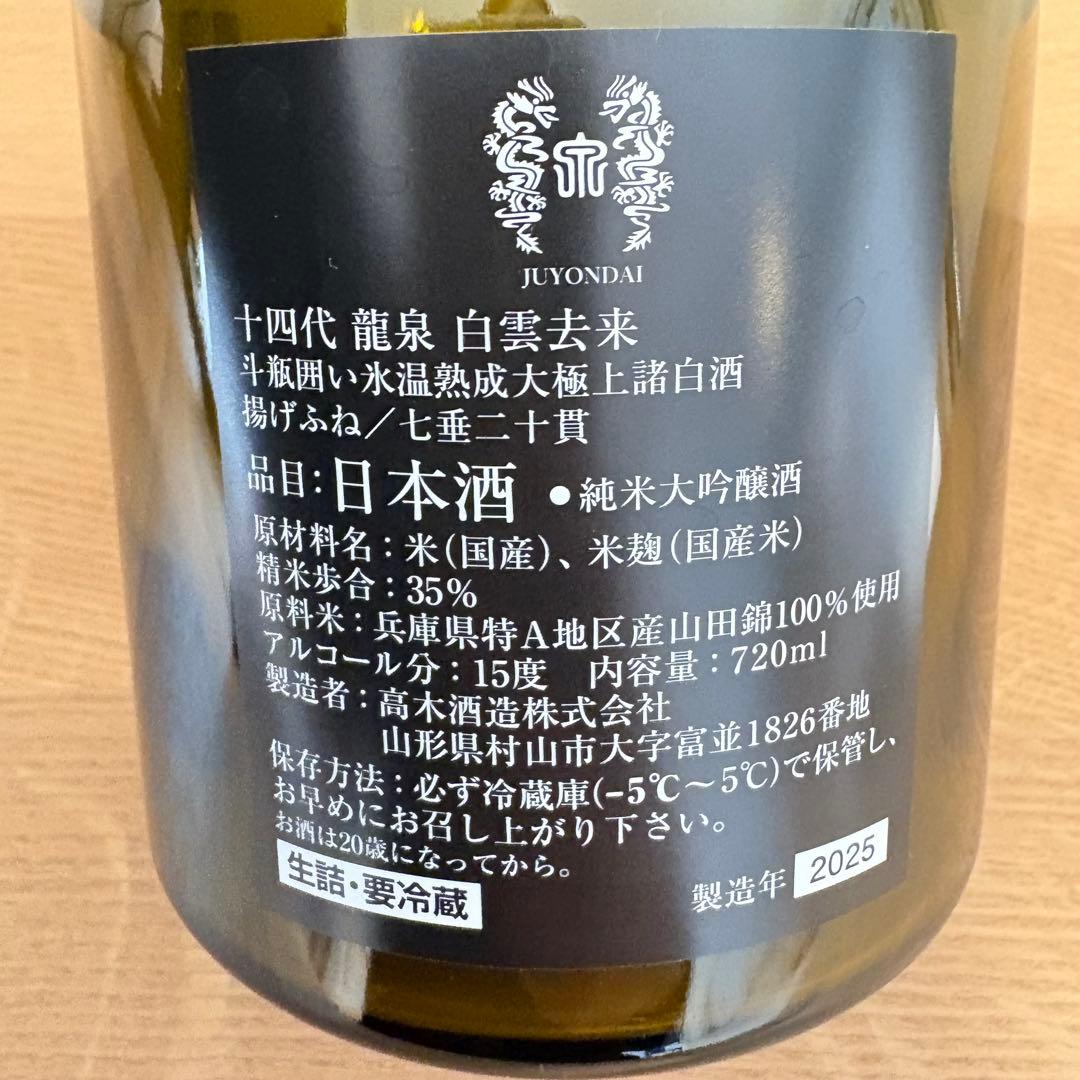 JUYONDAI
十四代 龍泉 白雲去来
斗瓶囲い氷温熟成大極上諸白酒
揚げふね／七垂二十貫
品目：日本酒 ●純米大吟醸酒
原材料名：米（国産）、米麹（国産米）
精米歩合：35％
原料米：兵庫県特A地区産山田錦100％使用
アルコール分：15度 内容量：720ml
製造者：高木酒造株式会社
山形県村山市大字富並1826番地
保存方法：必ず冷蔵庫(−5℃〜5℃)で保管し、
お早めにお召し上がり下さい。
お酒は20歳になってから。
生詰・要冷蔵
製造年 2025